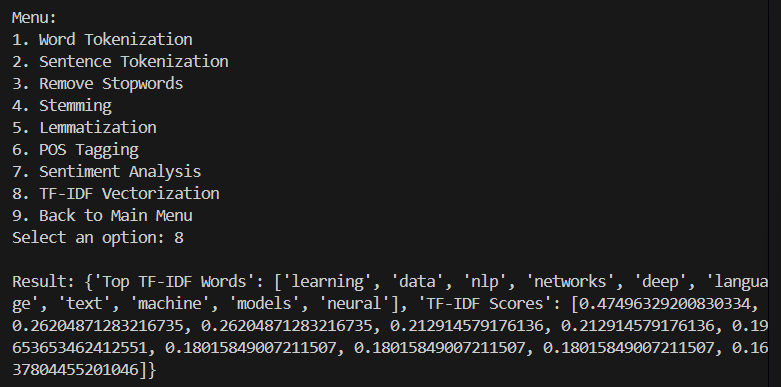 Menu:
1. Word Tokenization
2. Sentence Tokenization
3. Remove Stopwords
4. Stemming
5. Lemmatization
6. POS Tagging
7. Sentiment Analysis
8. TF-IDF Vectorization
9. Back to Main Menu
Select an option: 8
Result: {'Top TF-IDF Words': ['learning', 'data', 'nlp', 'networks', 'deep', 'langua
ge', 'text', 'machine', 'models', 'neural'], 'TF-IDF Scores': [0.47496329200830334,
0.26204871283216735, 0.26204871283216735, 0.212914579176136, 0.212914579176136, 0.19
653653462412551, 0.18015849007211507, 0.18015849007211507, 0.18015849007211507, 0.16
37804455201046]}